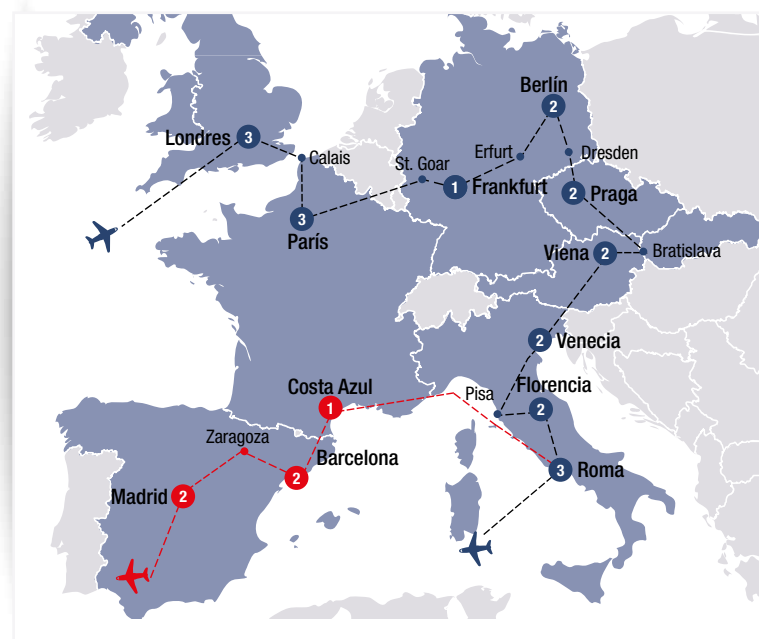 Berlín
2
Londres
3
Calais
Erfurt
Dresden
St. Goar
1
Frankfurt
2
Praga
3
París
Viena
2
Bratislava
2
Venecia
Costa Azul
1
Pisa
Florencia
2
Zaragoza
Barcelona
2
3
Roma
Madrid
2